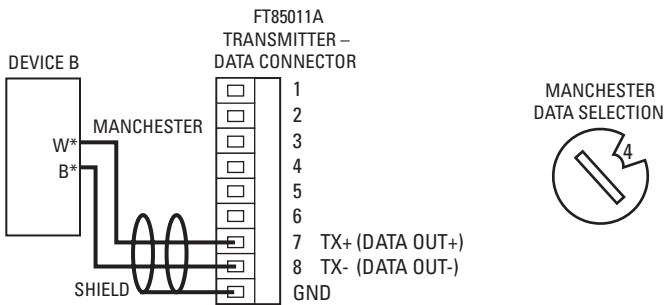 FT85011A
TRANSMITTER –
DATA CONNECTOR
DEVICE B
W*
B*
MANCHESTER
SHIELD
1
2
3
4
5
6
7 TX+ (DATA OUT+)
8 TX- (DATA OUT-)
GND
MANCHESTER
DATA SELECTION
4